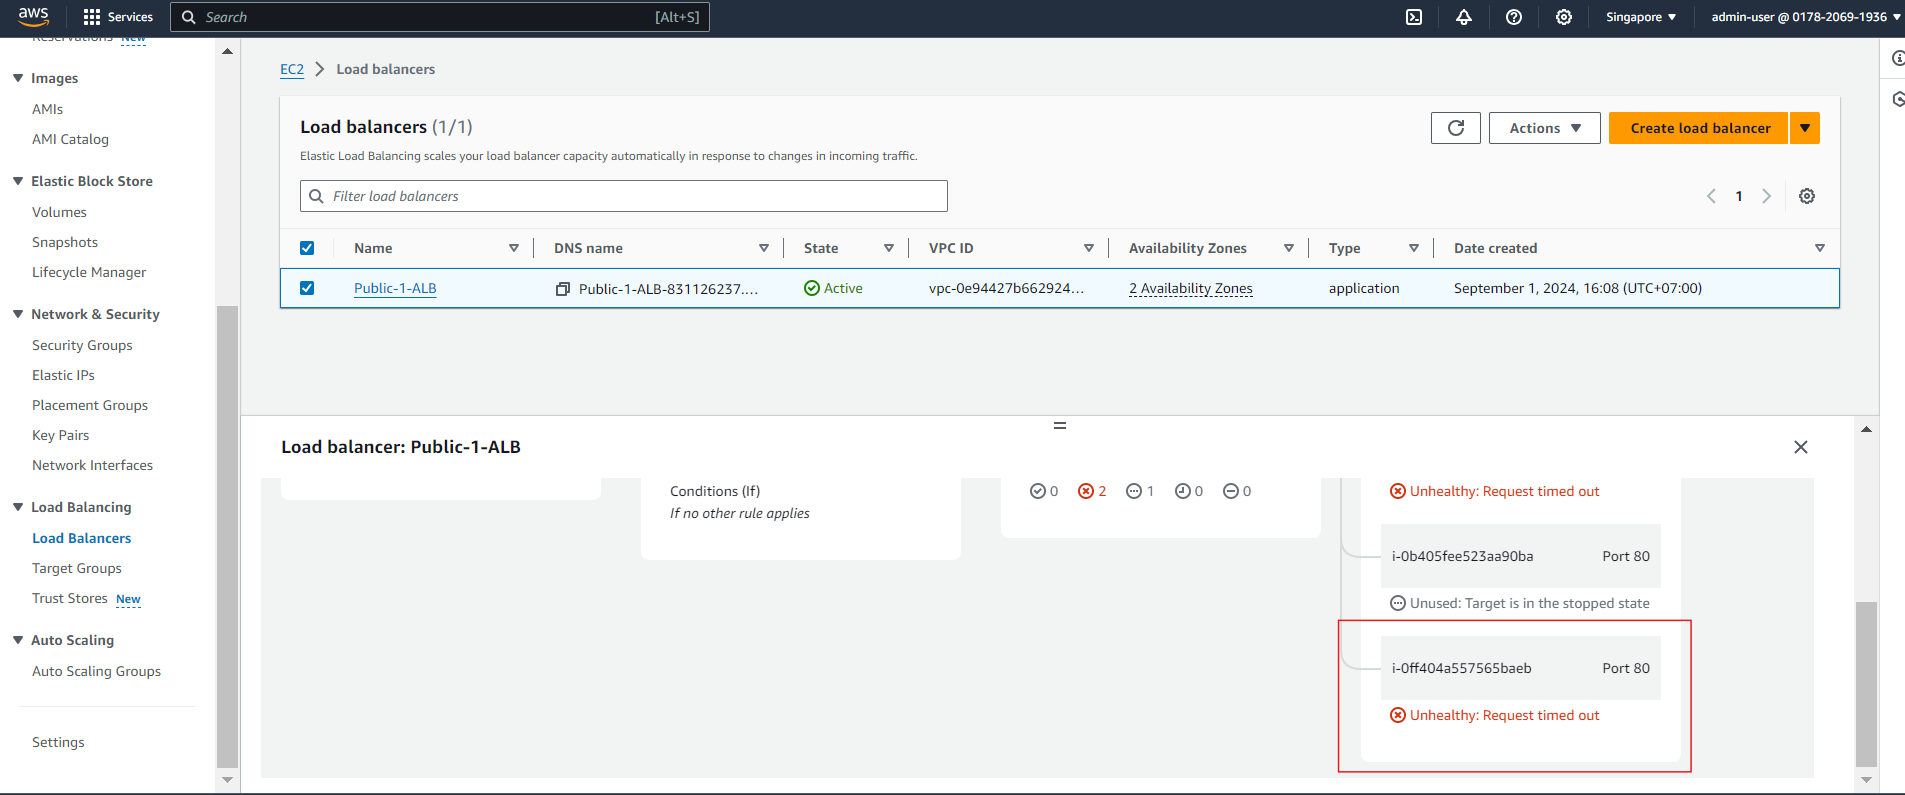 aws
Services
Search
[Alt+S]
Singapore
admin-user @ 0178-2069-1936
Reservations New
Images
AMIs
AMI Catalog
Elastic Block Store
Volumes
Snapshots
Lifecycle Manager
Network & Security
Security Groups
Elastic IPs
Placement Groups
Key Pairs
Network Interfaces
Load Balancing
Load Balancers
Target Groups
Trust Stores New
Auto Scaling
Auto Scaling Groups
Settings
EC2 > Load balancers
Load balancers (1/1)
Actions
Create load balancer
Elastic Load Balancing scales your load balancer capacity automatically in response to changes in incoming traffic.
Filter load balancers
1
Name DNS name State VPC ID Availability Zones Type Date created
Public-1-ALB Public-1-ALB-831126237.... Active vpc-0e94427b662924... 2 Availability Zones application September 1, 2024, 16:08 (UTC+07:00)
Load balancer: Public-1-ALB
Conditions (If)
If no other rule applies
0 2 1 0 0
Unhealthy: Request timed out
i-0b405fee523aa90ba Port 80
Unused: Target is in the stopped state
i-0ff404a557565baeb Port 80
Unhealthy: Request timed out